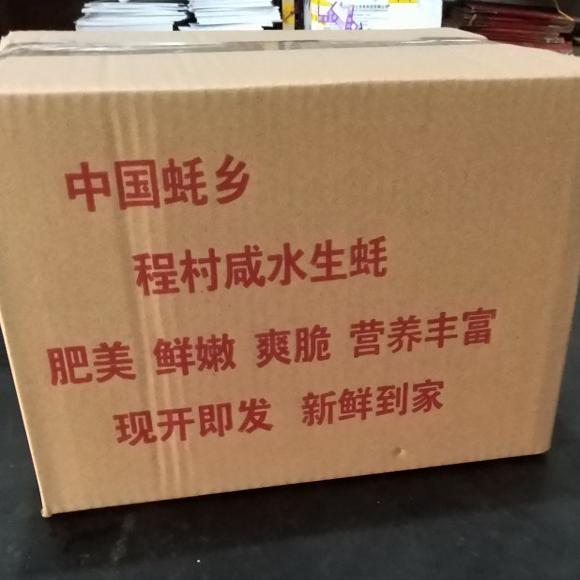 中国蚝乡
程村咸水生蚝
肥美 鲜嫩 爽脆 营养丰富
现开即发 新鲜到家